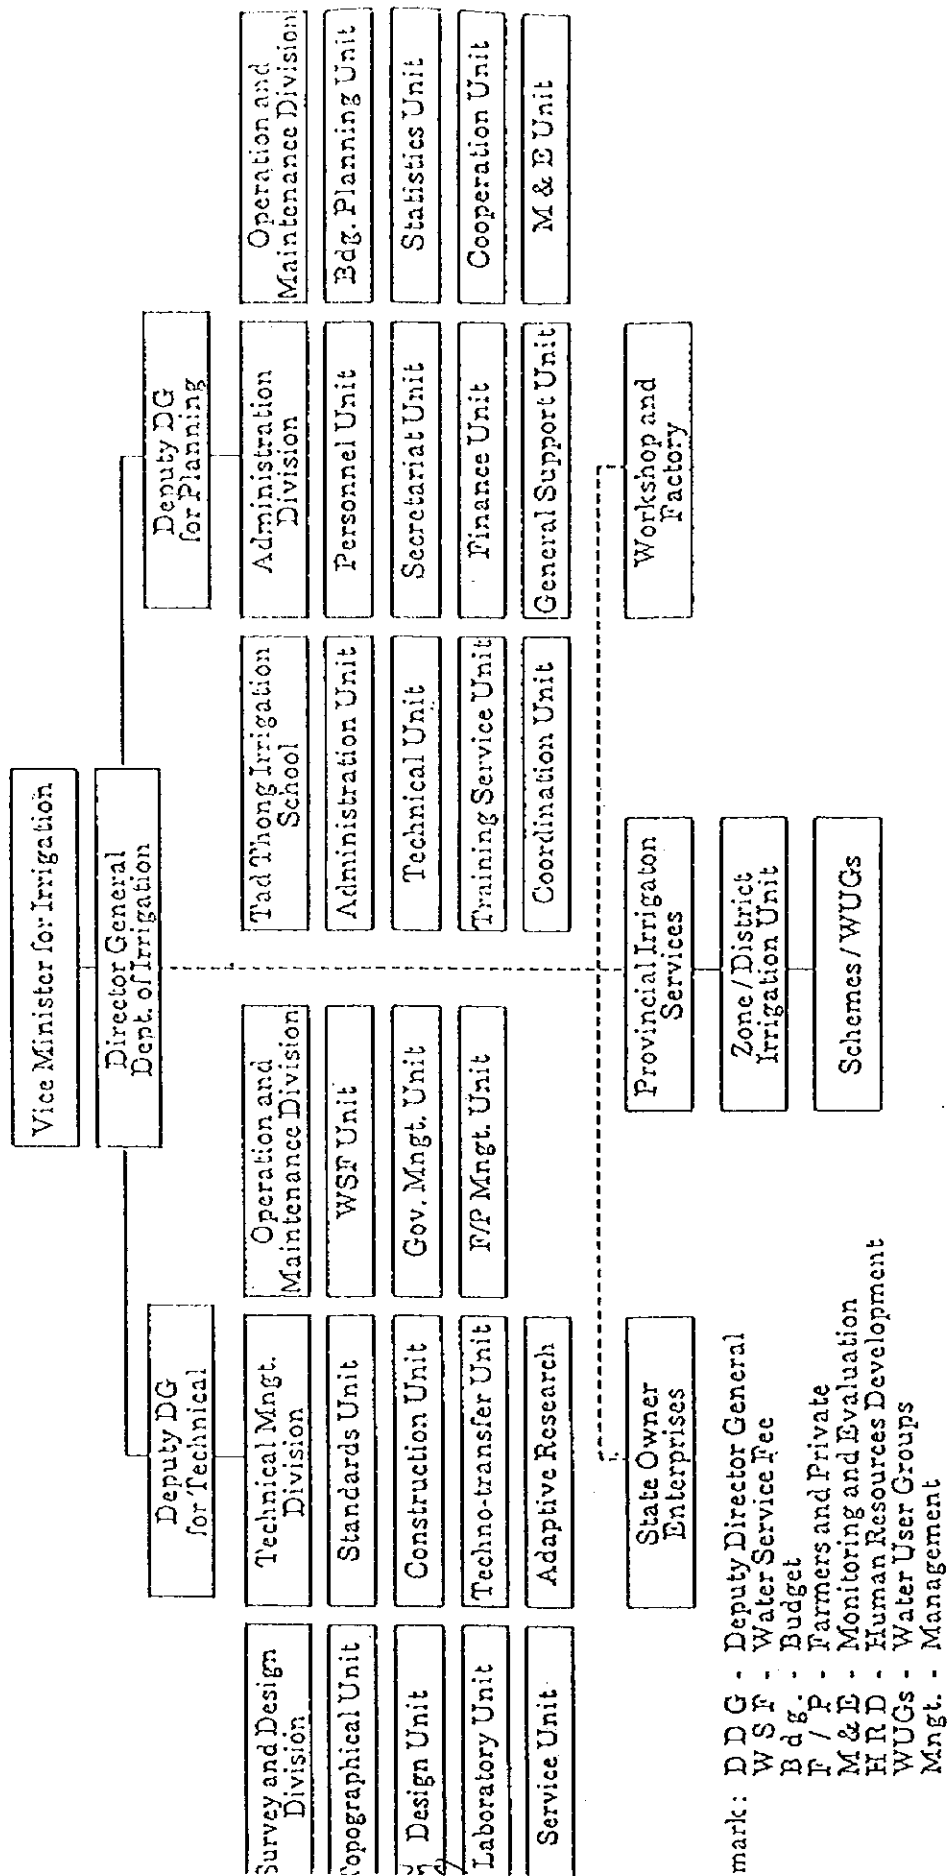 Vice Minister for Irrigation
Director General
Dept. of Irrigation
Deputy DG
for Technical
Deputy DG
for Planning
Survey and Design
Division
Topographical Unit
Design Unit
Laboratory Unit
Service Unit
Technical Mngt.
Division
Standards Unit
Construction Unit
Techno-transfer Unit
Adaptive Research
Operation and
Maintenance Division
WSF Unit
Gov. Mngt. Unit
F/P Mngt. Unit
Tad Thong Irrigation
School
Administration Unit
Technical Unit
Training Service Unit
Coordination Unit
Administration
Division
Personnel Unit
Secretariat Unit
Finance Unit
General Support Unit
Operation and
Maintenance Division
Bdg. Planning Unit
Statistics Unit
Cooperation Unit
M & E Unit
State Owner
Enterprises
Provincial Irrigaton
Services
Zone / District
Irrigation Unit
Schemes / WUGs
Workshop and
Factory
mark: D D G - Deputy Director General
W S F - Water Service Fee
B d g. - Budget
F / P - Farmers and Private
M & E - Monitoring and Evaluation
H R D - Human Resources Development
WUGs - Water User Groups
Mngt. - Management